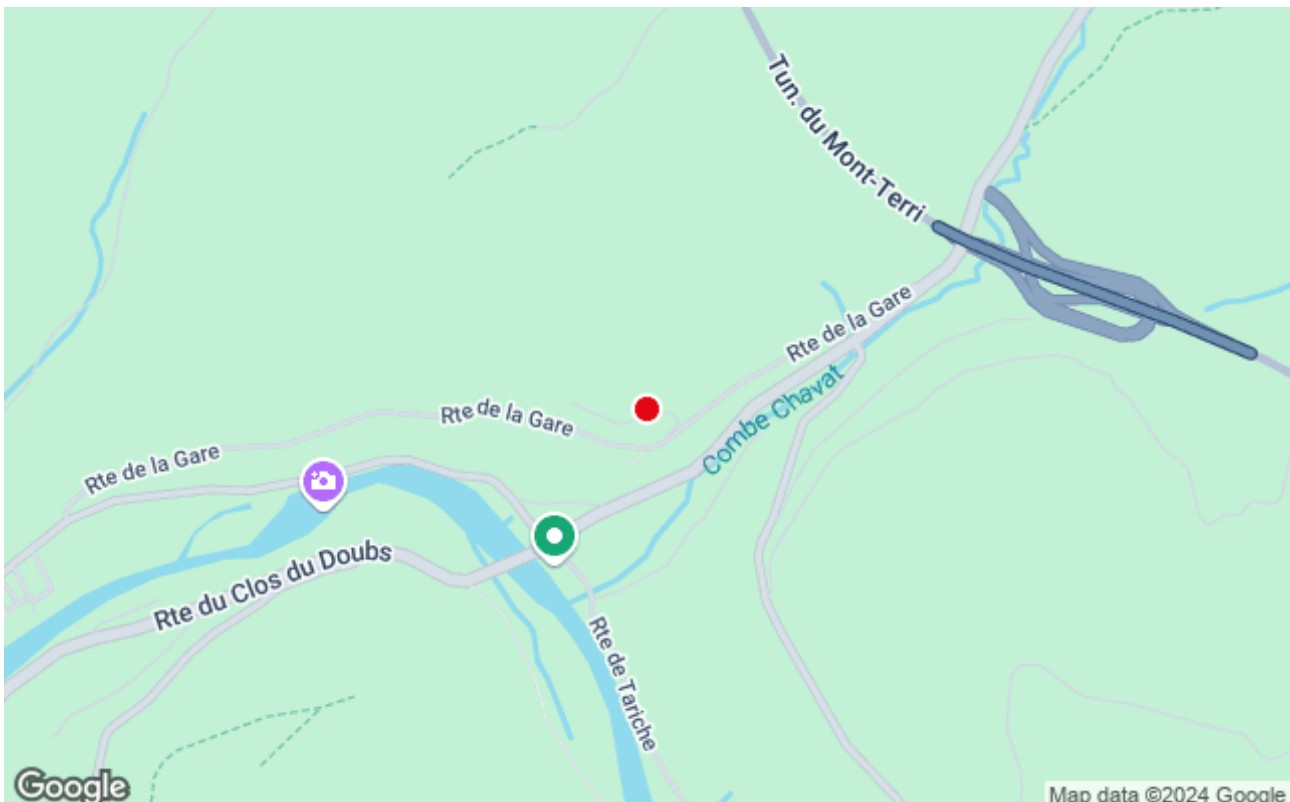 Tun. du Mont-Terri
Rte de la Gare
Combe Chavat
Rte de la Gare
Rte de la Gare
Rte du Clos du Doubs
Rte de Tariche
Google
Map data ©2024 Google